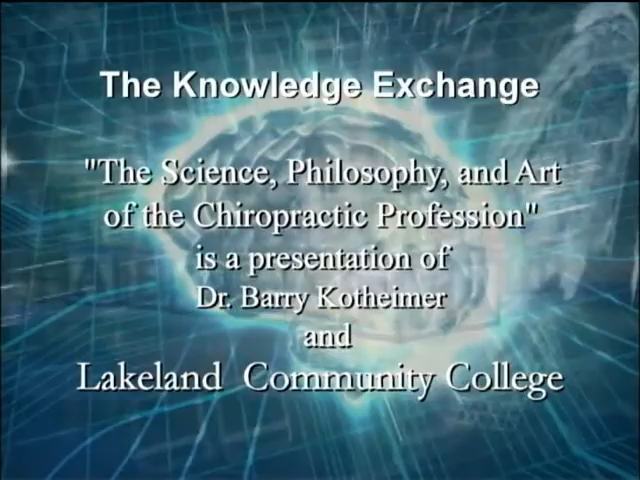 The Knowledge Exchange
"The Science, Philosophy, and Art
of the Chiropractic Profession"
is a presentation of
Dr. Barry Kotheimer
and
Lakeland Community College